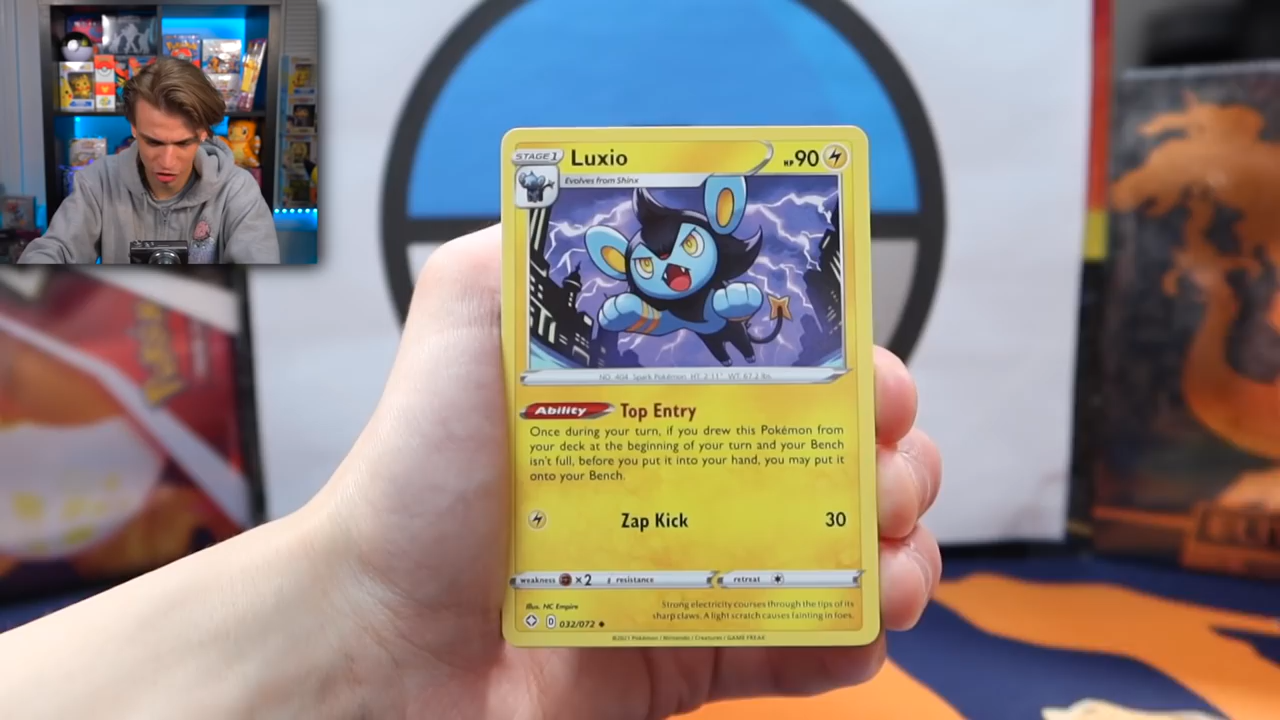 STAGE 1
Luxio
HP 90
Evolves from Shinx
NO. 404 Spark Pokémon HT: 2'11" WT: 67.2 lbs.
Ability Top Entry
Once during your turn, if you drew this Pokémon from
your deck at the beginning of your turn and your Bench
isn't full, before you put it into your hand, you may put it
onto your Bench.
Zap Kick 30
weakness ×2 resistance retreat
Illus. NC Empire
Strong electricity courses through the tips of its
sharp claws. A light scratch causes fainting in foes.
D 032/072
©2021 Pokémon / Nintendo / Creatures / GAME FREAK